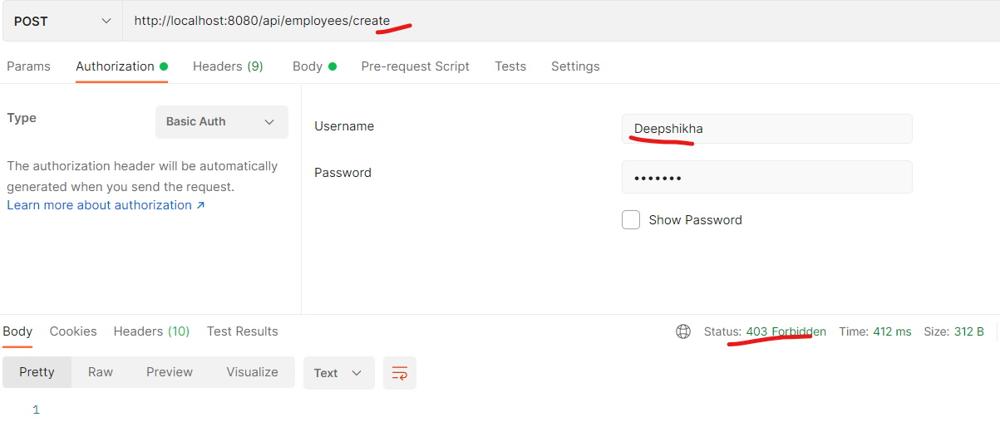 POST http://localhost:8080/api/employees/create
Params Authorization Headers (9) Body Pre-request Script Tests Settings
Type Basic Auth
Username Deepshikha
The authorization header will be automatically
generated when you send the request.
Learn more about authorization ↗
Password •••••••
Show Password
Body Cookies Headers (10) Test Results Status: 403 Forbidden Time: 412 ms Size: 312 B
Pretty Raw Preview Visualize Text
1